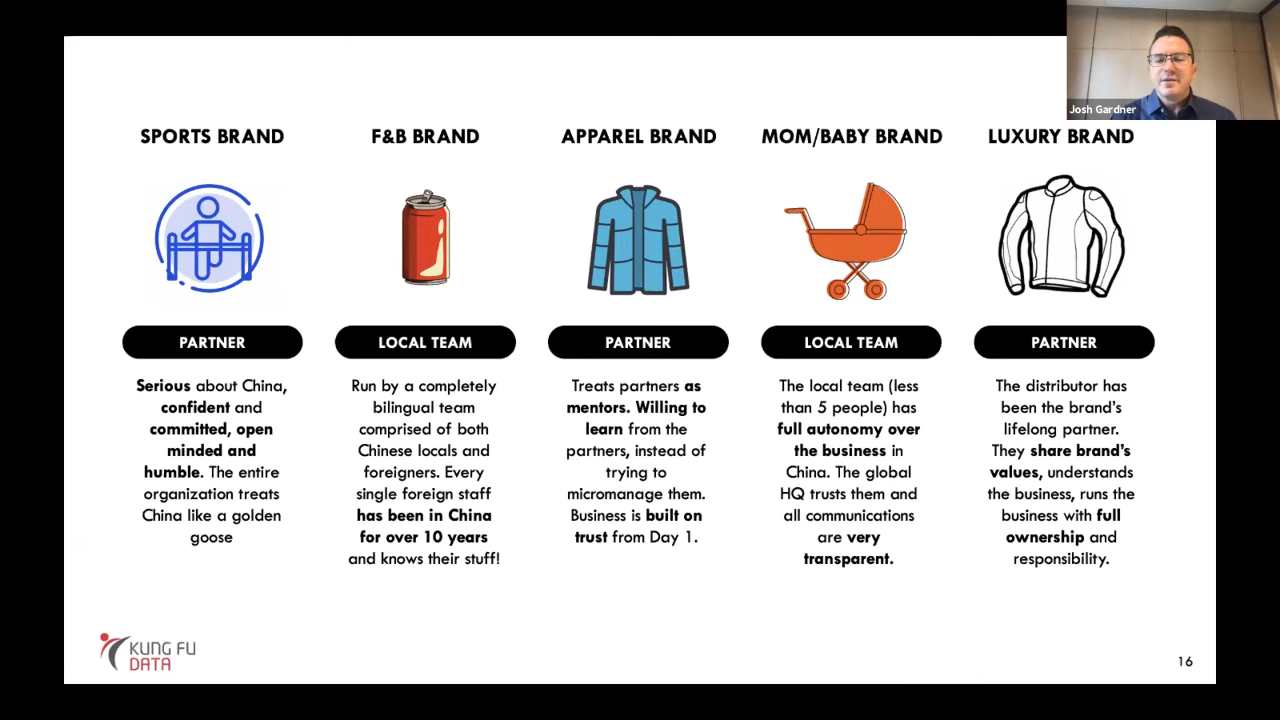 Josh Gardner
SPORTS BRAND
PARTNER
Serious about China,
confident and
committed, open
minded and
humble. The entire
organization treats
China like a golden
goose
F&B BRAND
LOCAL TEAM
Run by a completely
bilingual team
comprised of both
Chinese locals and
foreigners. Every
single foreign staff
has been in China
for over 10 years
and knows their stuff!
APPAREL BRAND
PARTNER
Treats partners as
mentors. Willing to
learn from the
partners, instead of
trying to
micromanage them.
Business is built on
trust from Day 1.
MOM/BABY BRAND
LOCAL TEAM
The local team (less
than 5 people) has
full autonomy over
the business in
China. The global
HQ trusts them and
all communications
are very
transparent.
LUXURY BRAND
PARTNER
The distributor has
been the brand's
lifelong partner.
They share brand's
values, understands
the business, runs the
business with full
ownership and
responsibility.
KUNG FU
DATA
16